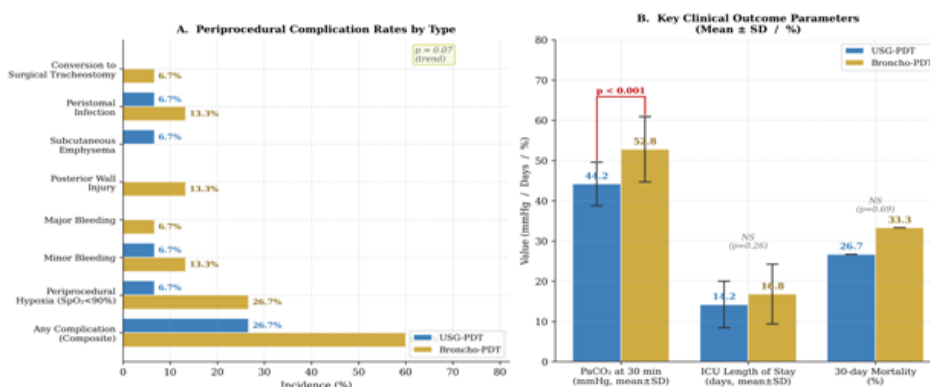 A. Periprocedural Complication Rates by Type
p = 0.07
(trend)
Conversion to
Surgical Tracheostomy
6.7%
Peristomal
Infection
6.7%
13.3%
Subcutaneous
Emphysema
6.7%
Posterior Wall
Injury
13.3%
Major Bleeding
6.7%
Minor Bleeding
6.7%
13.3%
Periprocedural
Hypoxia (SpO₂<90%)
6.7%
26.7%
Any Complication
(Composite)
26.7%
USG-PDT
Broncho-PDT
0 10 20 30 40 50 60 70 80
Incidence (%)
B. Key Clinical Outcome Parameters
(Mean ± SD / %)
USG-PDT
Broncho-PDT
Value (mmHg / Days / %)
80
70
60
50
40
30
20
10
0
p < 0.001
44.2
52.8
NS
(p=0.26)
14.2
16.8
NS
(p=0.69)
26.7
33.3
PaCO₂ at 30 min
(mmHg, mean±SD)
ICU Length of Stay
(days, mean±SD)
30-day Mortality
(%)